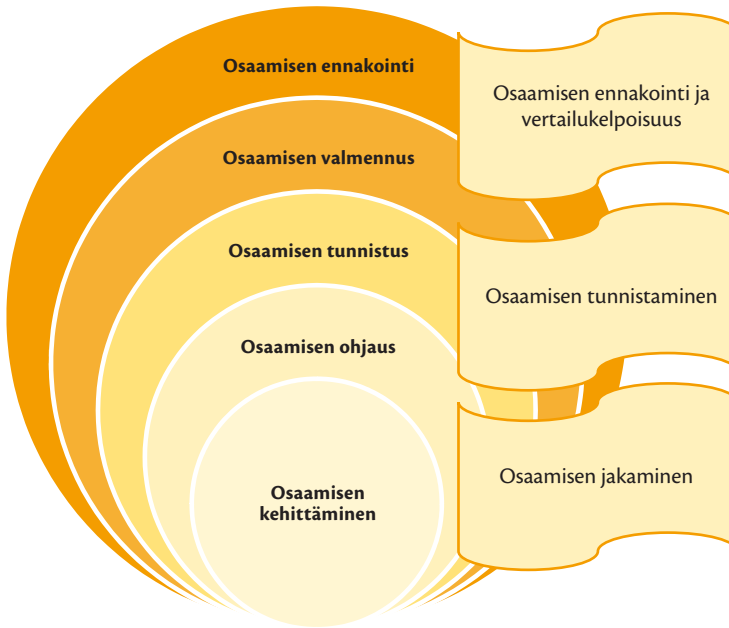 Osaamisen ennakointi
Osaamisen valmennus
Osaamisen tunnistus
Osaamisen ohjaus
Osaamisen
kehittäminen
Osaamisen ennakointi ja
vertailukelpoisuus
Osaamisen tunnistaminen
Osaamisen jakaminen